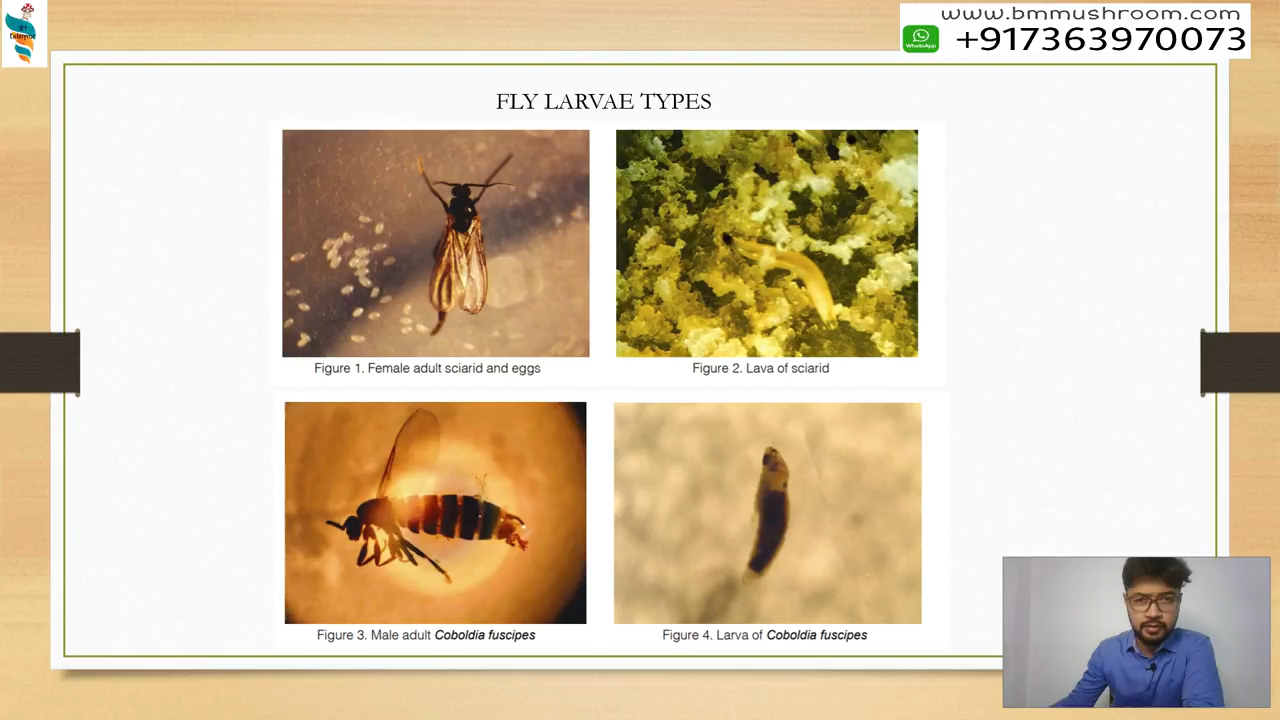 www.bmmushroom.com
WhatsApp
+917363970073
FLY LARVAE TYPES
Figure 1. Female adult sciarid and eggs
Figure 2. Lava of sciarid
Figure 3. Male adult Coboldia fuscipes
Figure 4. Larva of Coboldia fuscipes